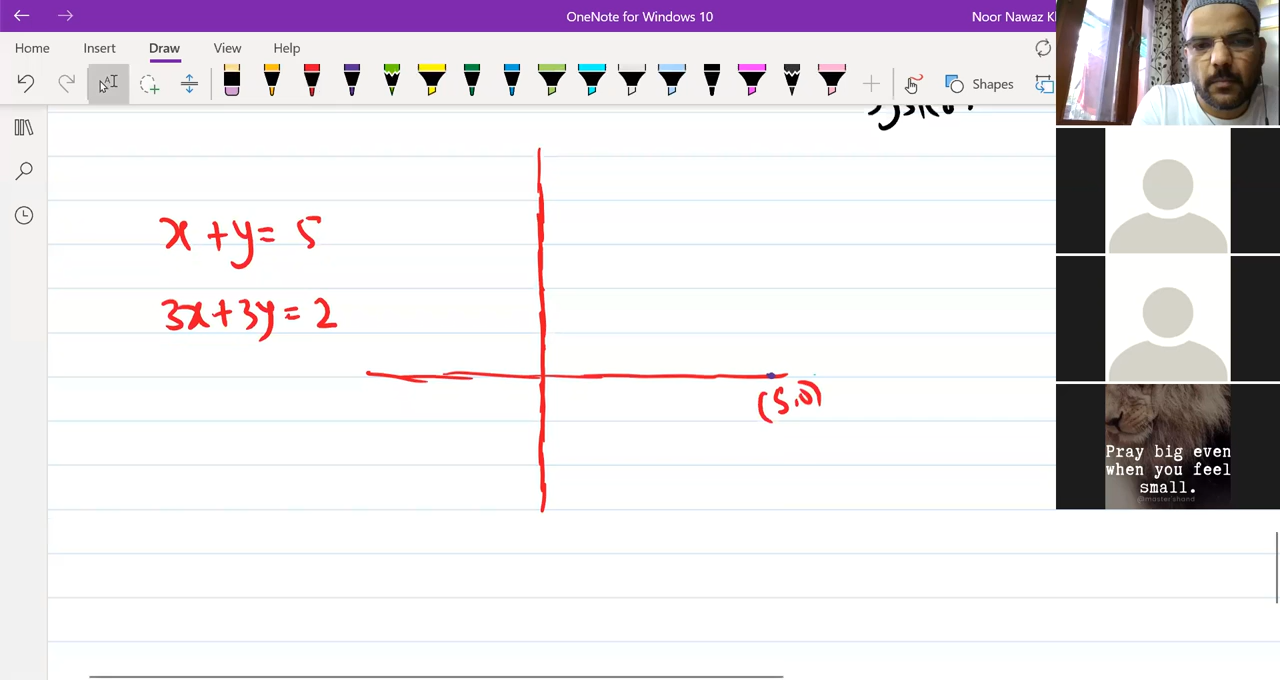 OneNote for Windows 10
Noor Nawaz
Home Insert Draw View Help
Shapes
x + y = 5
3x + 3y = 2
(5,0)
Pray big even
when you feel
small.